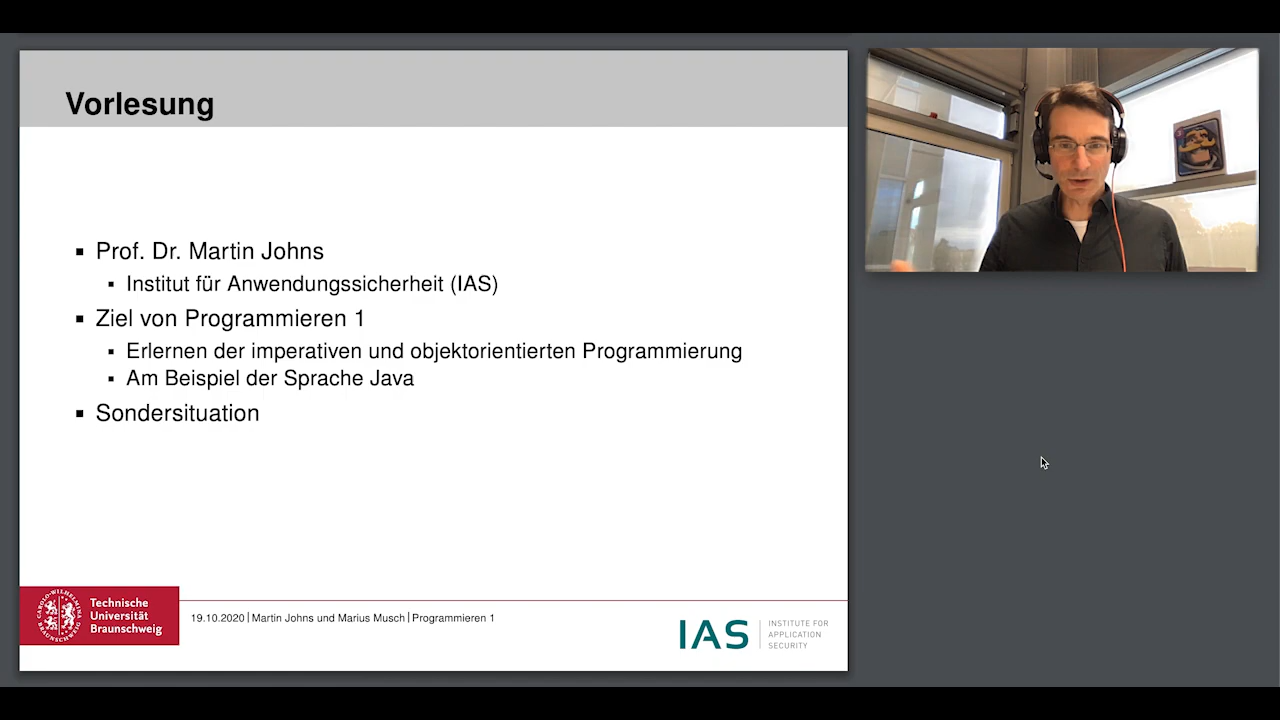 Vorlesung
Prof. Dr. Martin Johns
Institut für Anwendungssicherheit (IAS)
Ziel von Programmieren 1
Erlernen der imperativen und objektorientierten Programmierung
Am Beispiel der Sprache Java
Sondersituation
Technische
Universität
Braunschweig
19.10.2020 | Martin Johns und Marius Musch | Programmieren 1
IAS
INSTITUTE FOR
APPLICATION
SECURITY